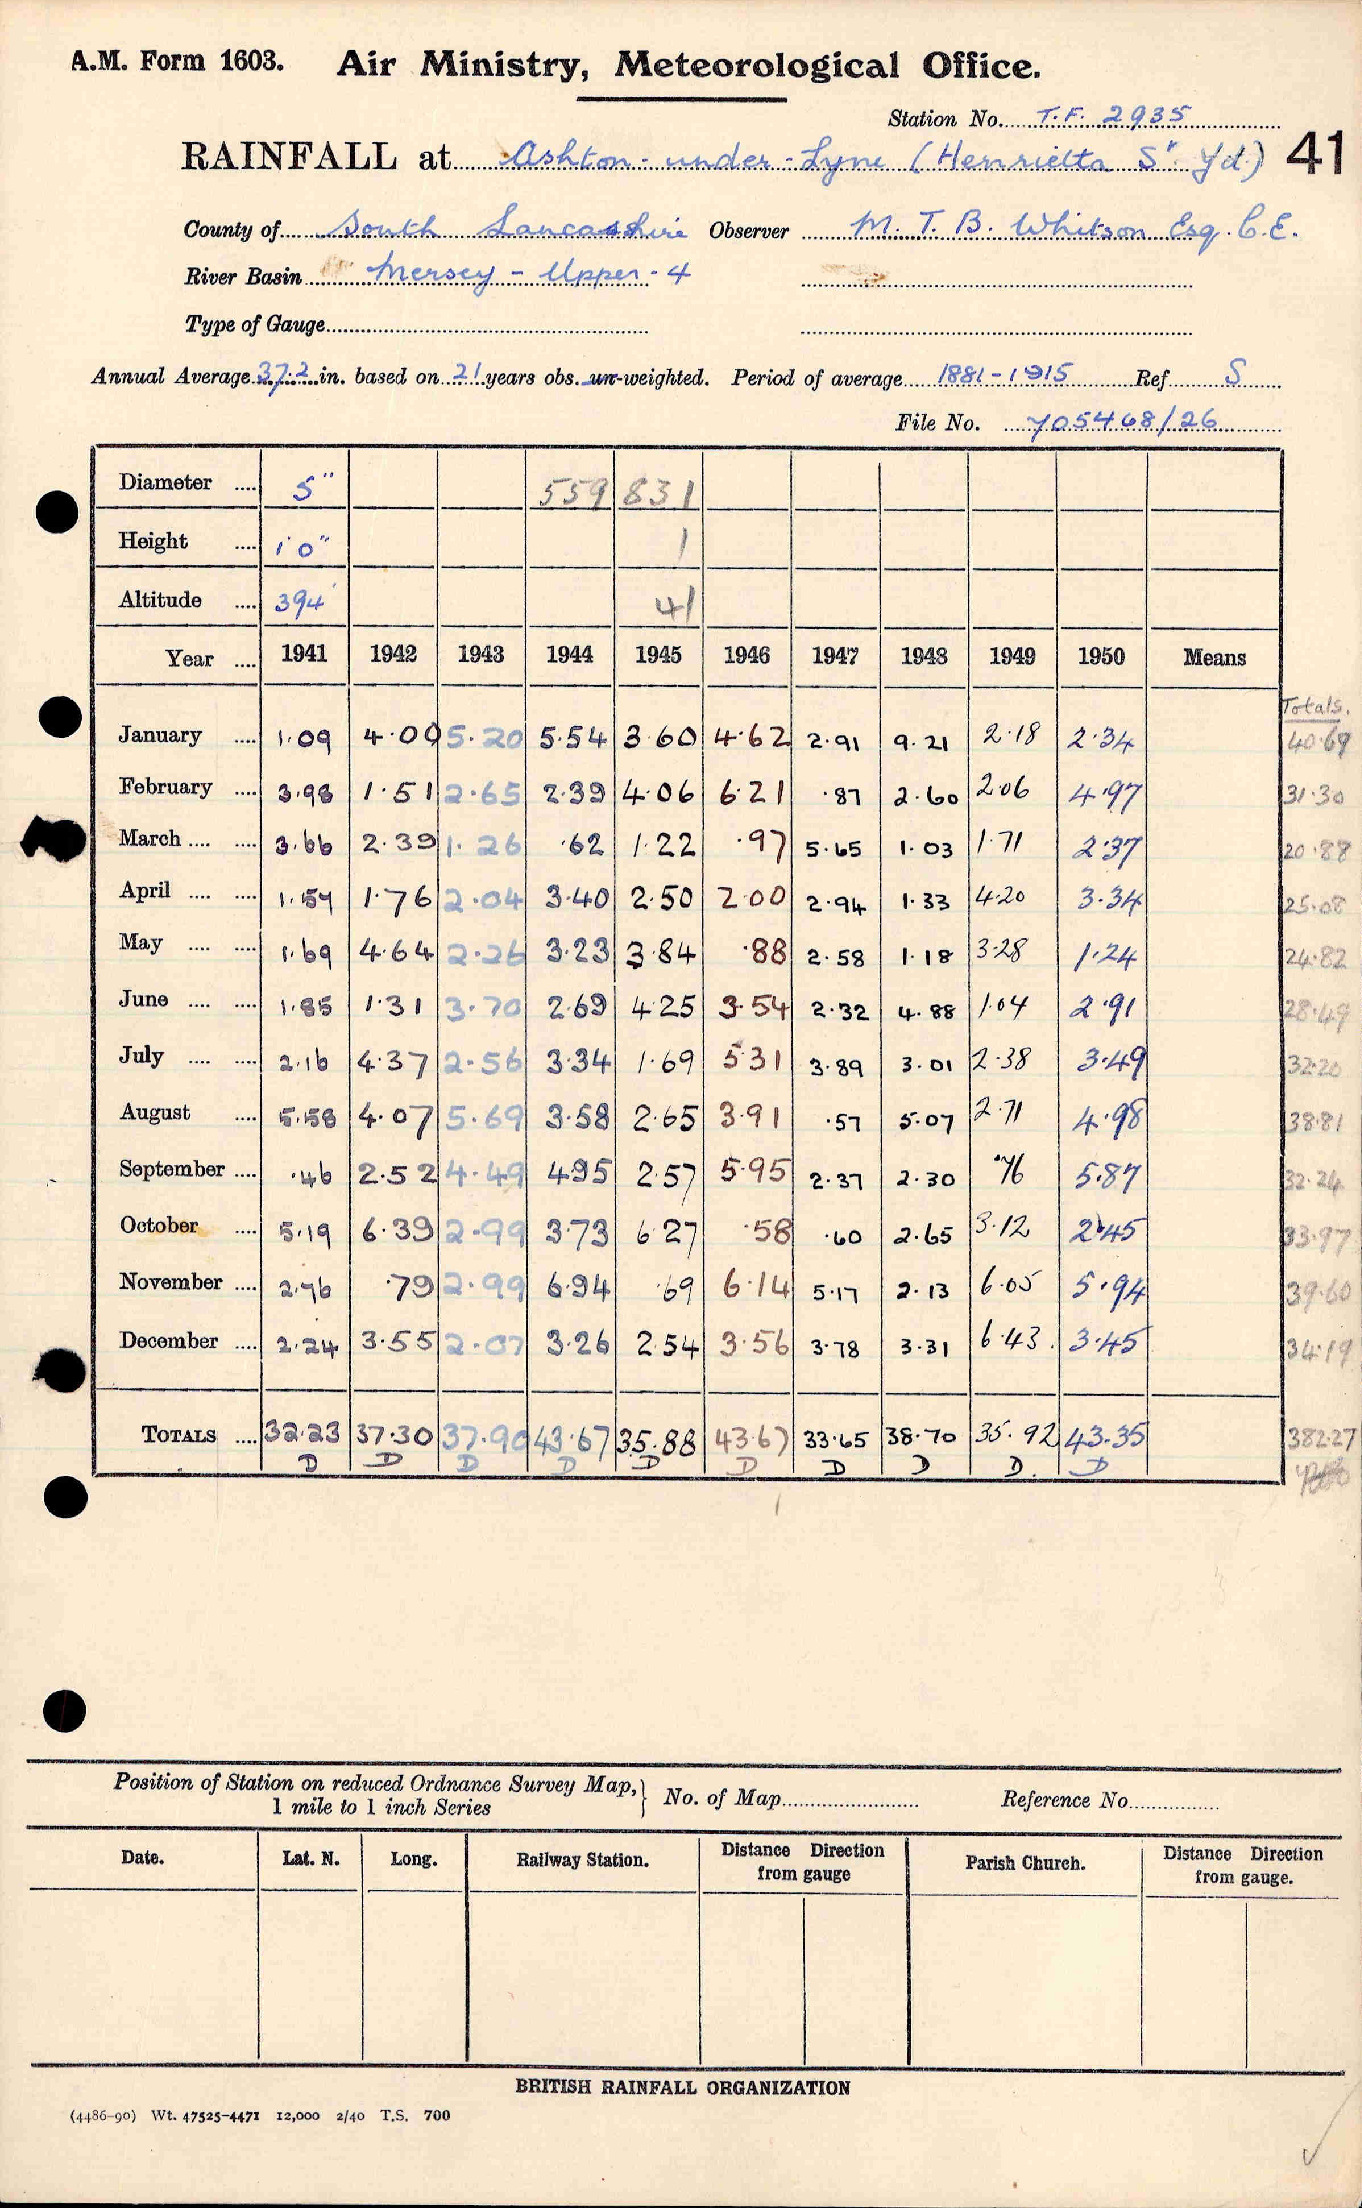 A.M. Form 1603. Air Ministry, Meteorological Office.
Station No. T.F. 2935
RAINFALL at Ashton-under-Lyne (Henrietta St. Yd.) 41
County of South Lancashire Observer M. T. B. Whitson Esq. C.E.
River Basin Mersey - Upper - 4
Type of Gauge
Annual Average 37.2 in. based on 21 years obs. un-weighted. Period of average 1881-1915 Ref S
File No. 705468/26
Diameter .... 5" 559 831
Height .... 1'0" 1
Altitude .... 394' 41
Year .... 1941 1942 1943 1944 1945 1946 1947 1948 1949 1950 Means
Totals.
January .... 1.09 4.00 5.20 5.54 3.60 4.62 2.91 9.21 2.18 2.34 40.69
February .... 3.98 1.51 2.65 2.39 4.06 6.21 .87 2.60 2.06 4.97 31.30
March .... .... 3.66 2.39 1.26 .62 1.22 .97 5.65 1.03 1.71 2.37 20.88
April .... .... 1.57 1.76 2.04 3.40 2.50 2.00 2.94 1.33 4.20 3.34 25.08
May .... .... 1.69 4.64 2.26 3.23 3.84 .88 2.58 1.18 3.28 1.24 24.82
June .... .... 1.85 1.31 3.70 2.69 4.25 3.54 2.32 4.88 1.04 2.91 28.49
July .... .... 2.16 4.37 2.56 3.34 1.69 5.31 3.89 3.01 2.38 3.49 32.20
August .... 5.58 4.07 5.69 3.58 2.65 3.91 .57 5.07 2.71 4.98 38.81
September .... .46 2.52 4.49 4.95 2.57 5.95 2.37 2.30 .76 5.87 32.24
October .... 5.19 6.39 2.99 3.73 6.27 .58 .60 2.65 3.12 2.45 33.97
November .... 2.76 .79 2.99 6.94 .69 6.14 5.17 2.13 6.05 5.94 39.60
December .... 2.24 3.55 2.07 3.26 2.54 3.56 3.78 3.31 6.43 3.45 34.19
TOTALS .... 32.23 37.30 37.90 43.67 35.88 43.67 33.65 38.70 35.92 43.35 382.27
D D D D D D D D D. D
Position of Station on reduced Ordnance Survey Map, } No. of Map Reference No.
1 mile to 1 inch Series
Date. Lat. N. Long. Railway Station. Distance Direction from gauge Parish Church. Distance Direction from gauge.
BRITISH RAINFALL ORGANIZATION
(4486-90) Wt. 47525-4471 12,000 2/40 T.S. 700